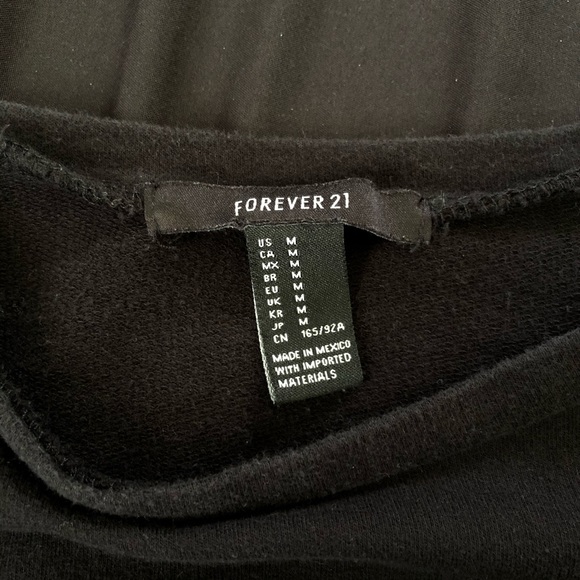 FOREVER 21
US M
CA M
MX M
BR M
EU M
UK M
KR M
JP M
CN 165/92A
MADE IN MEXICO
WITH IMPORTED
MATERIALS